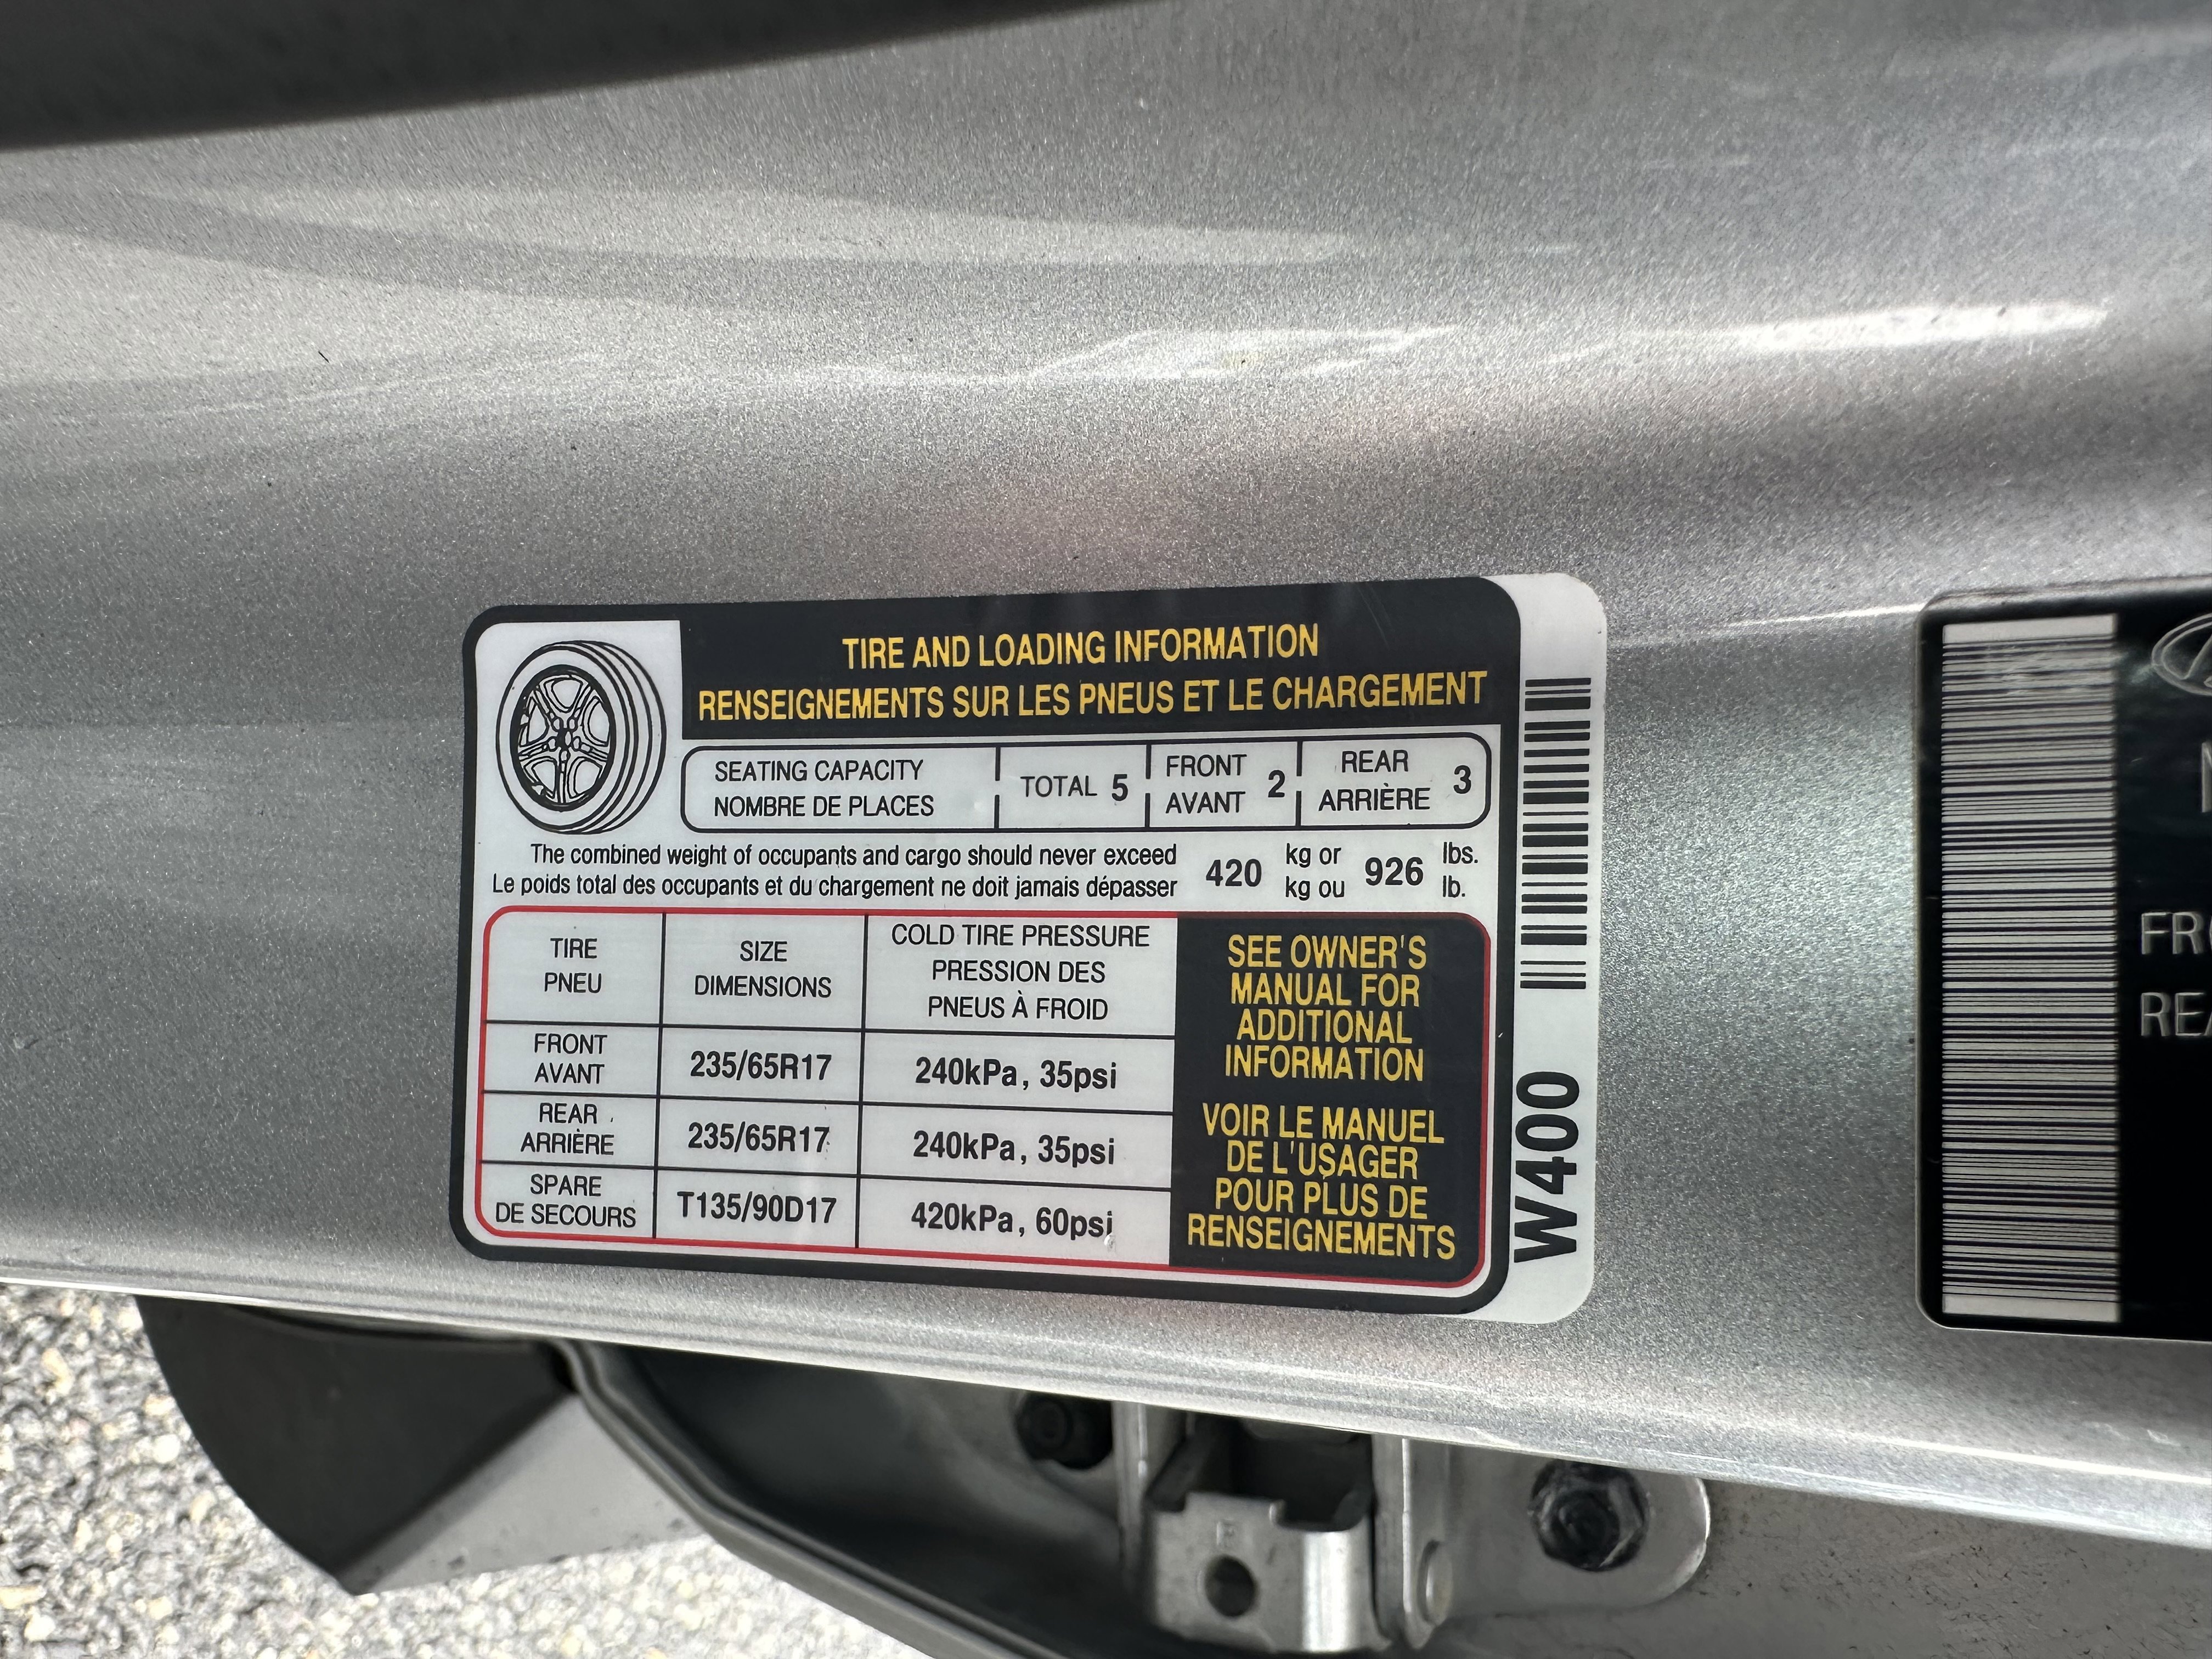 TIRE AND LOADING INFORMATION
RENSEIGNEMENTS SUR LES PNEUS ET LE CHARGEMENT
SEATING CAPACITY
NOMBRE DE PLACES
TOTAL 5
FRONT
AVANT
2
REAR
ARRIÈRE
3
The combined weight of occupants and cargo should never exceed
Le poids total des occupants et du chargement ne doit jamais dépasser
420
kg or
kg ou
926
lbs.
lb.
TIRE
PNEU
SIZE
DIMENSIONS
COLD TIRE PRESSURE
PRESSION DES
PNEUS À FROID
FRONT
AVANT
235/65R17
240kPa, 35psi
REAR
ARRIÈRE
235/65R17
240kPa, 35psi
SPARE
DE SECOURS
T135/90D17
420kPa, 60psi
SEE OWNER'S
MANUAL FOR
ADDITIONAL
INFORMATION
VOIR LE MANUEL
DE L'USAGER
POUR PLUS DE
RENSEIGNEMENTS
W400